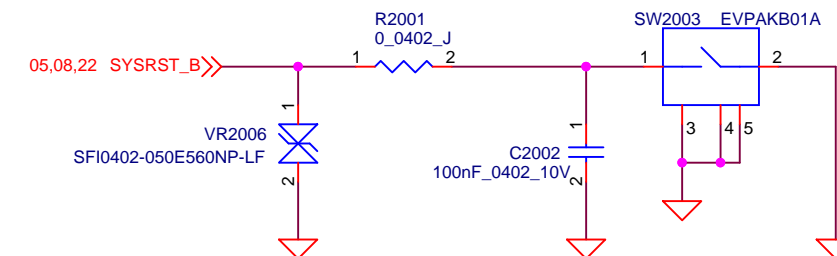 R2001
0_0402_J
SW2003 EVPAKB01A
05,08,22 SYSRST_B
1
2
1
2
1
VR2006
SFI0402-050E560NP-LF
2
1
C2002
100nF_0402_10V
2
3
4
5